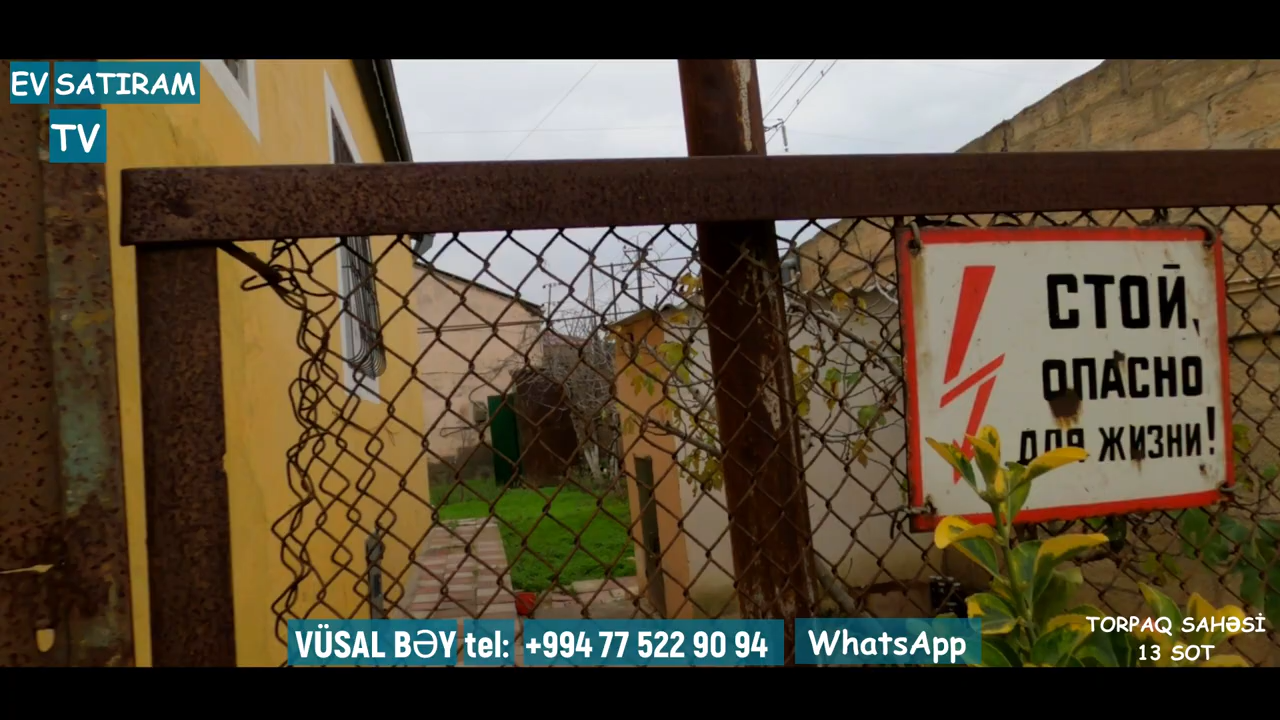 EV SATIRAM
TV
СТОЙ,
ОПАСНО
ДЛЯ ЖИЗНИ!
VÜSAL BƏY tel: +994 77 522 90 94 WhatsApp
TORPAQ SAHƏSİ
13 SOT